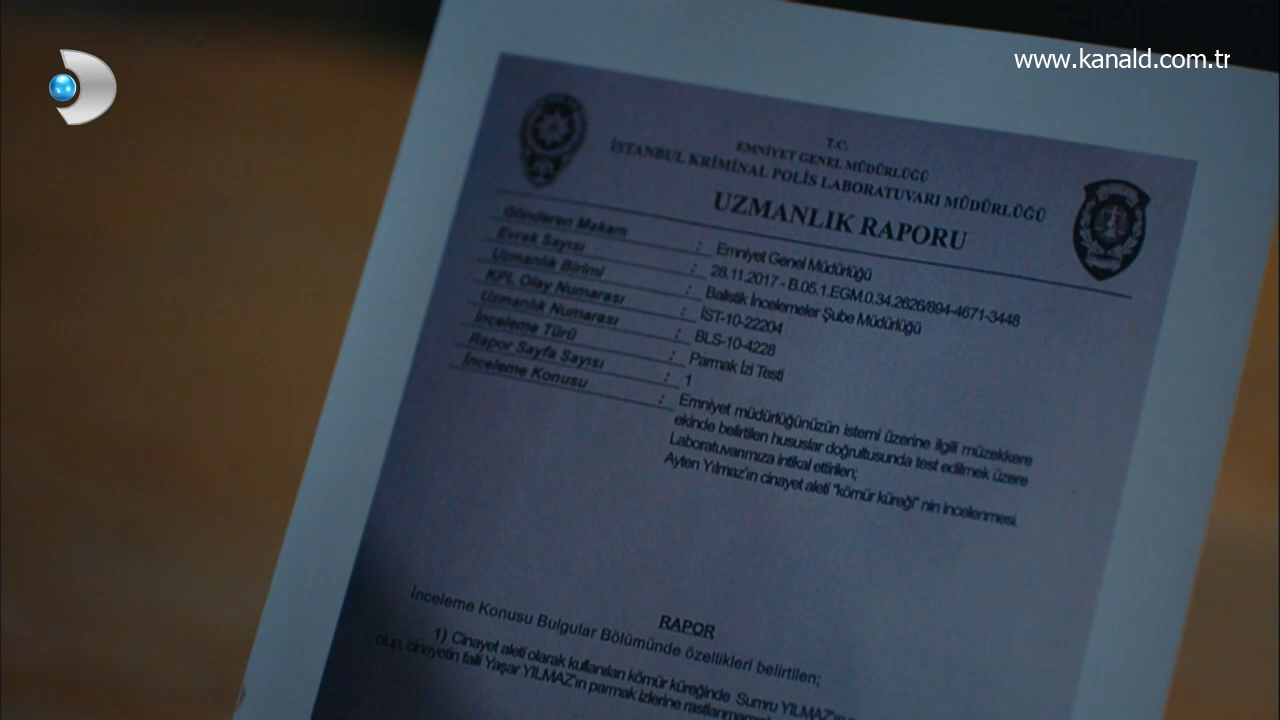 www.kanald.com.tr
T.C.
EMNİYET GENEL MÜDÜRLÜĞÜ
İSTANBUL KRİMİNAL POLİS LABORATUVARI MÜDÜRLÜĞÜ
UZMANLIK RAPORU
Gönderen Makam : Emniyet Genel Müdürlüğü
Evrak Sayısı : 28.11.2017 - B.05.1.EGM.0.34.2626/894-4671-3448
Uzmanlık Birimi : Balistik İncelemeler Şube Müdürlüğü
KPL Olay Numarası : İST-10-22204
Uzmanlık Numarası : BLS-10-4228
İnceleme Türü : Parmak İzi Testi
Rapor Sayfa Sayısı : 1
İnceleme Konusu : Emniyet müdürlüğünüzün istemi üzerine ilgili müzekkere
ekinde belirtilen hususlar doğrultusunda test edilmek üzere
Laboratuvarımıza intikal ettirilen;
Ayten Yılmaz'ın cinayet aleti "kömür küreği" nin incelenmesi.
RAPOR
İnceleme Konusu Bulgular Bölümünde özellikleri belirtilen;
1) Cinayet aleti olarak kullanılan kömür küreğinde Sumru YILMAZ'ın
olup, cinayetin faili Yaşar YILMAZ'ın parmak izlerine